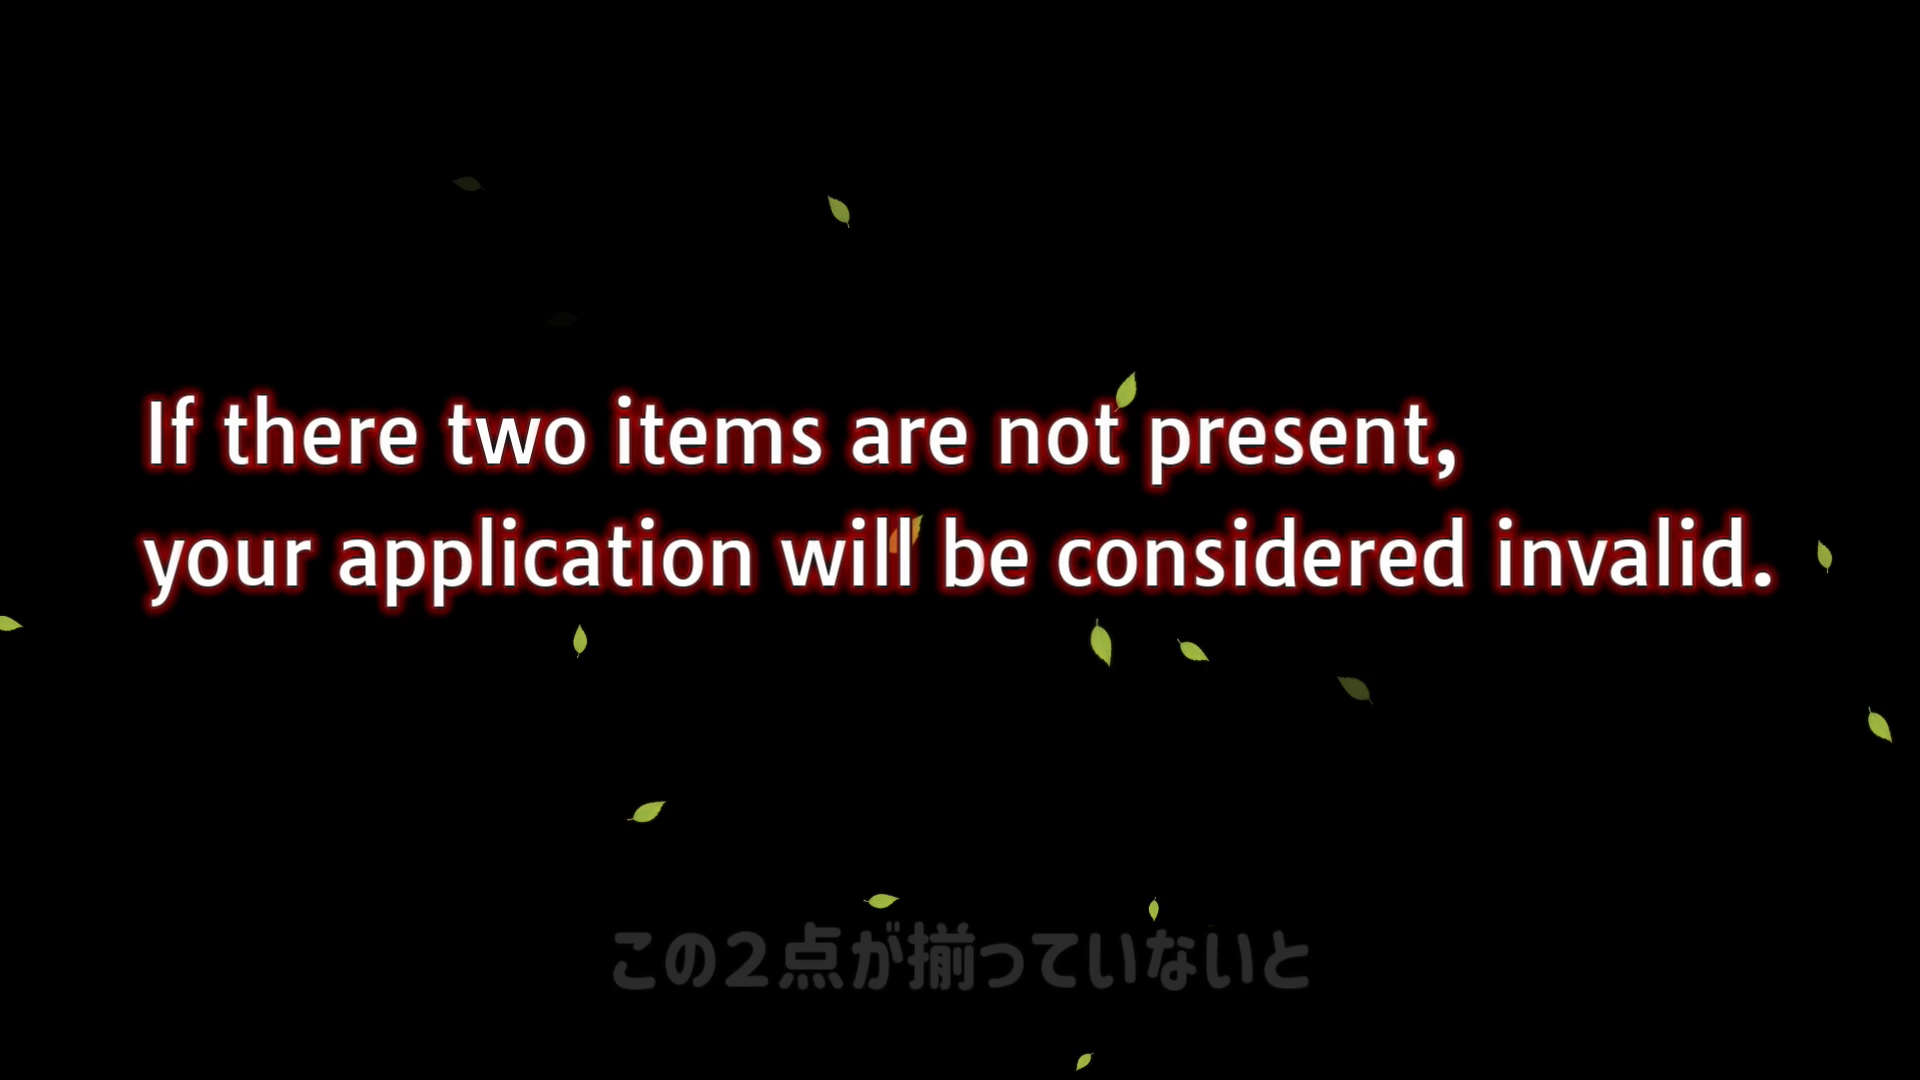 If there two items are not present,
your application will be considered invalid.
この２点が揃っていないと